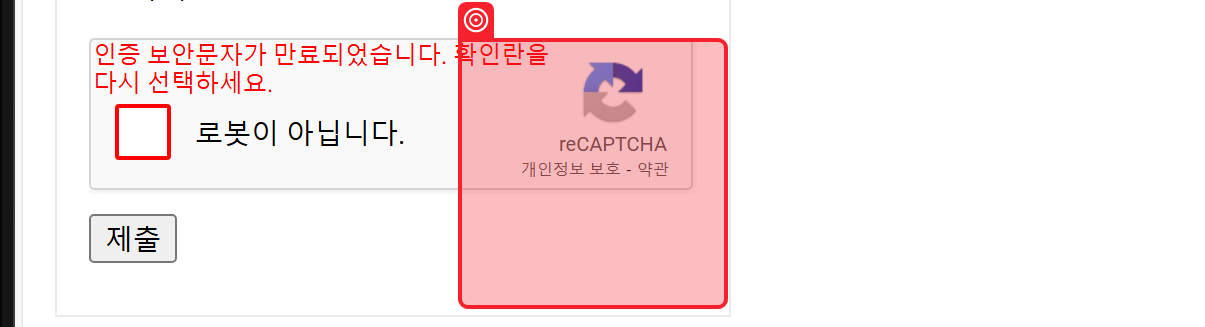 인증 보안문자가 만료되었습니다. 확인란을
다시 선택하세요.
로봇이 아닙니다.
reCAPTCHA
개인정보 보호 - 약관
제출